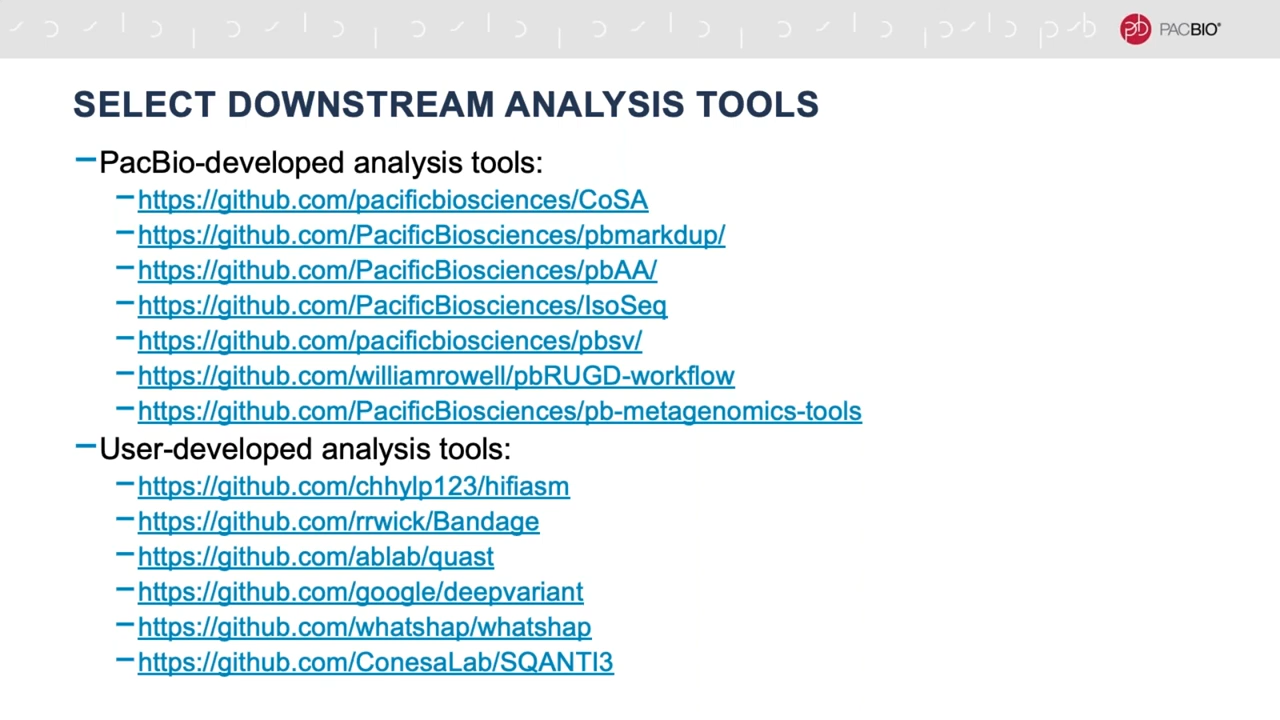 PACBIO®
SELECT DOWNSTREAM ANALYSIS TOOLS
–PacBio-developed analysis tools:
–https://github.com/pacificbiosciences/CoSA
–https://github.com/PacificBiosciences/pbmarkdup/
–https://github.com/PacificBiosciences/pbAA/
–https://github.com/PacificBiosciences/IsoSeq
–https://github.com/pacificbiosciences/pbsv/
–https://github.com/williamrowell/pbRUGD-workflow
–https://github.com/PacificBiosciences/pb-metagenomics-tools
–User-developed analysis tools:
–https://github.com/chhylp123/hifiasm
–https://github.com/rrwick/Bandage
–https://github.com/ablab/quast
–https://github.com/google/deepvariant
–https://github.com/whatshap/whatshap
–https://github.com/ConesaLab/SQANTI3